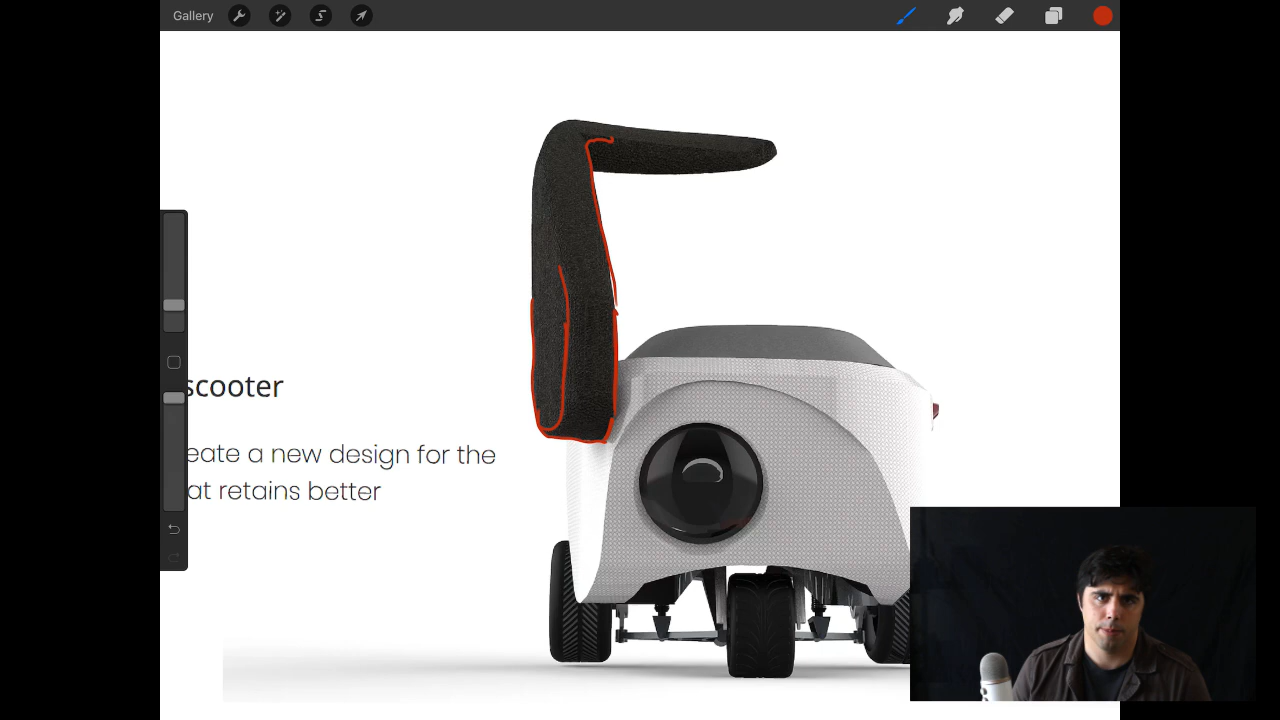 Gallery
scooter
eate a new design for the
at retains better